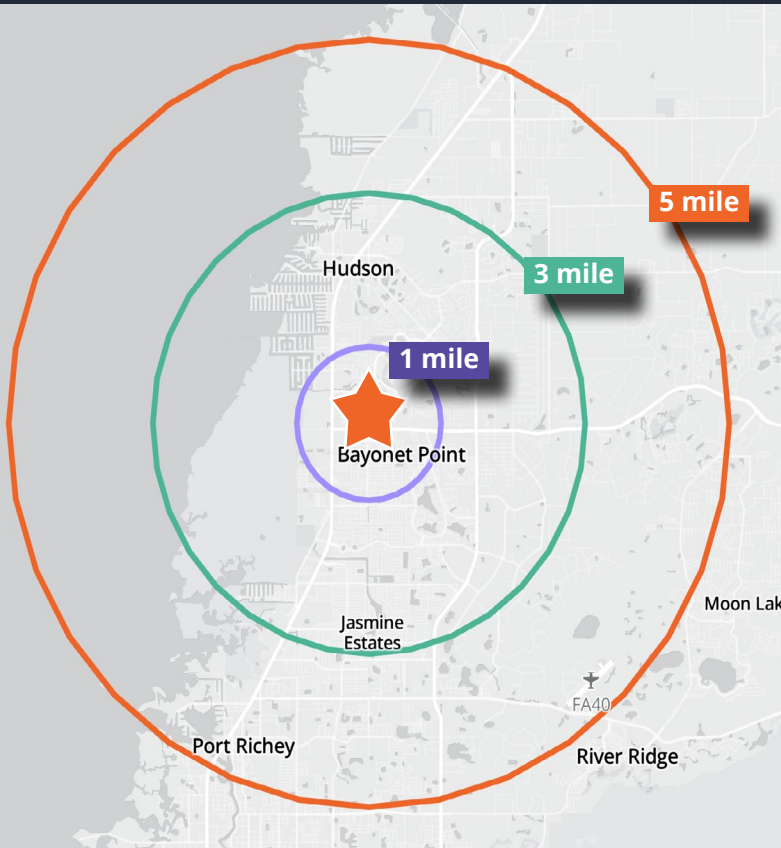 5 mile
Hudson
3 mile
1 mile
Bayonet Point
Moon Lak
Jasmine
Estates
FA40
Port Richey
River Ridge